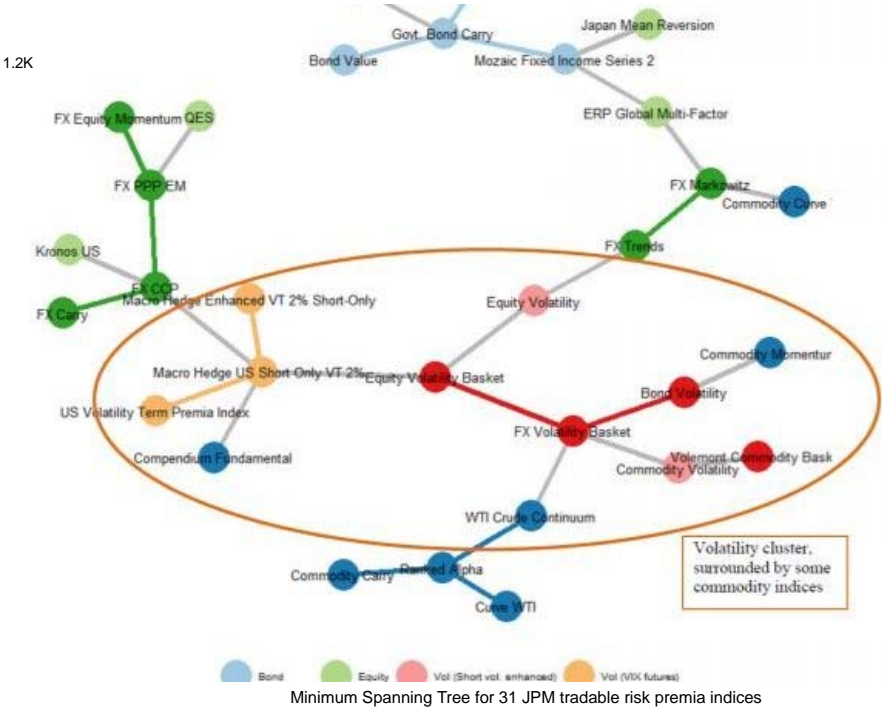 Japan Mean Reversion
Govt. Bond Carry
1.2K
Bond Value
Mozaic Fixed Income Series 2
ERP Global Multi-Factor
FX Equity Momentum
QES
FX PPP EM
FX Markowitz
Commodity Curve
FX Trends
Kronos US
FX CCP
Macro Hedge Enhanced VT 2% Short-Only
Equity Volatility
FX Carry
Commodity Momentur
Macro Hedge US Short Only VT 2%
Equity Volatility Basket
Bond Volatility
US Volatility Term Premia Index
FX Volatility Basket
Compendium Fundamental
Volemont Commodity Bask
Commodity Volatility
WTI Crude Continuum
Volatility cluster,
surrounded by some
commodity indices
Commodity Carry
Ranked Alpha
Curve WTI
Bond
Equity
Vol (Short vol. enhanced)
Vol (VIX futures)
Minimum Spanning Tree for 31 JPM tradable risk premia indices